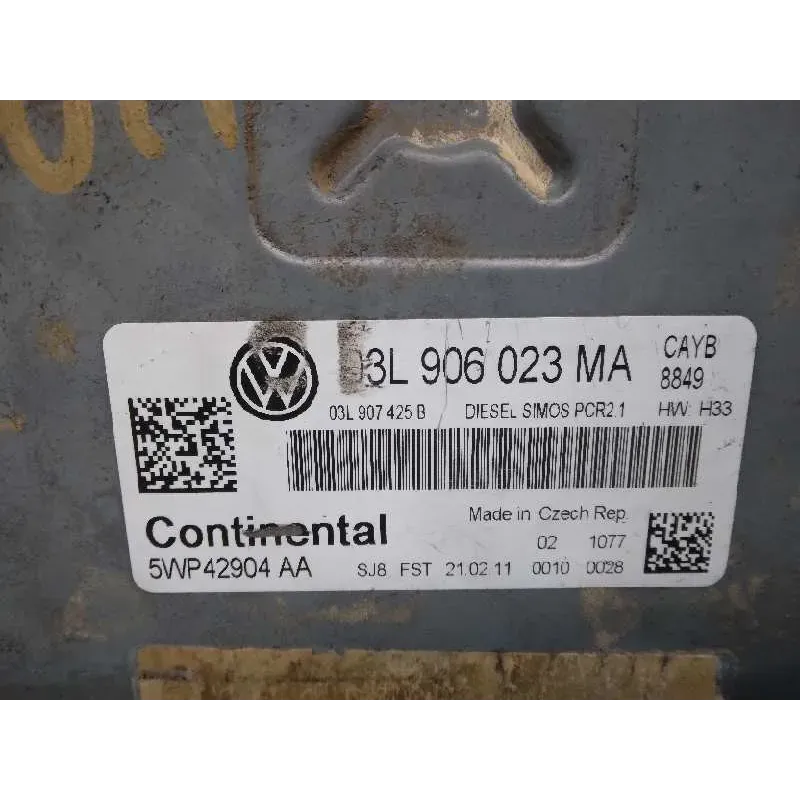 03L 906 023 MA CAYB
8849
03L 907 425 B DIESEL SIMOS PCR2.1 HW: H33
Continental Made in Czech Rep.
02 1077
5WP42904 AA SJ8 FST 21.02.11 0010 0028